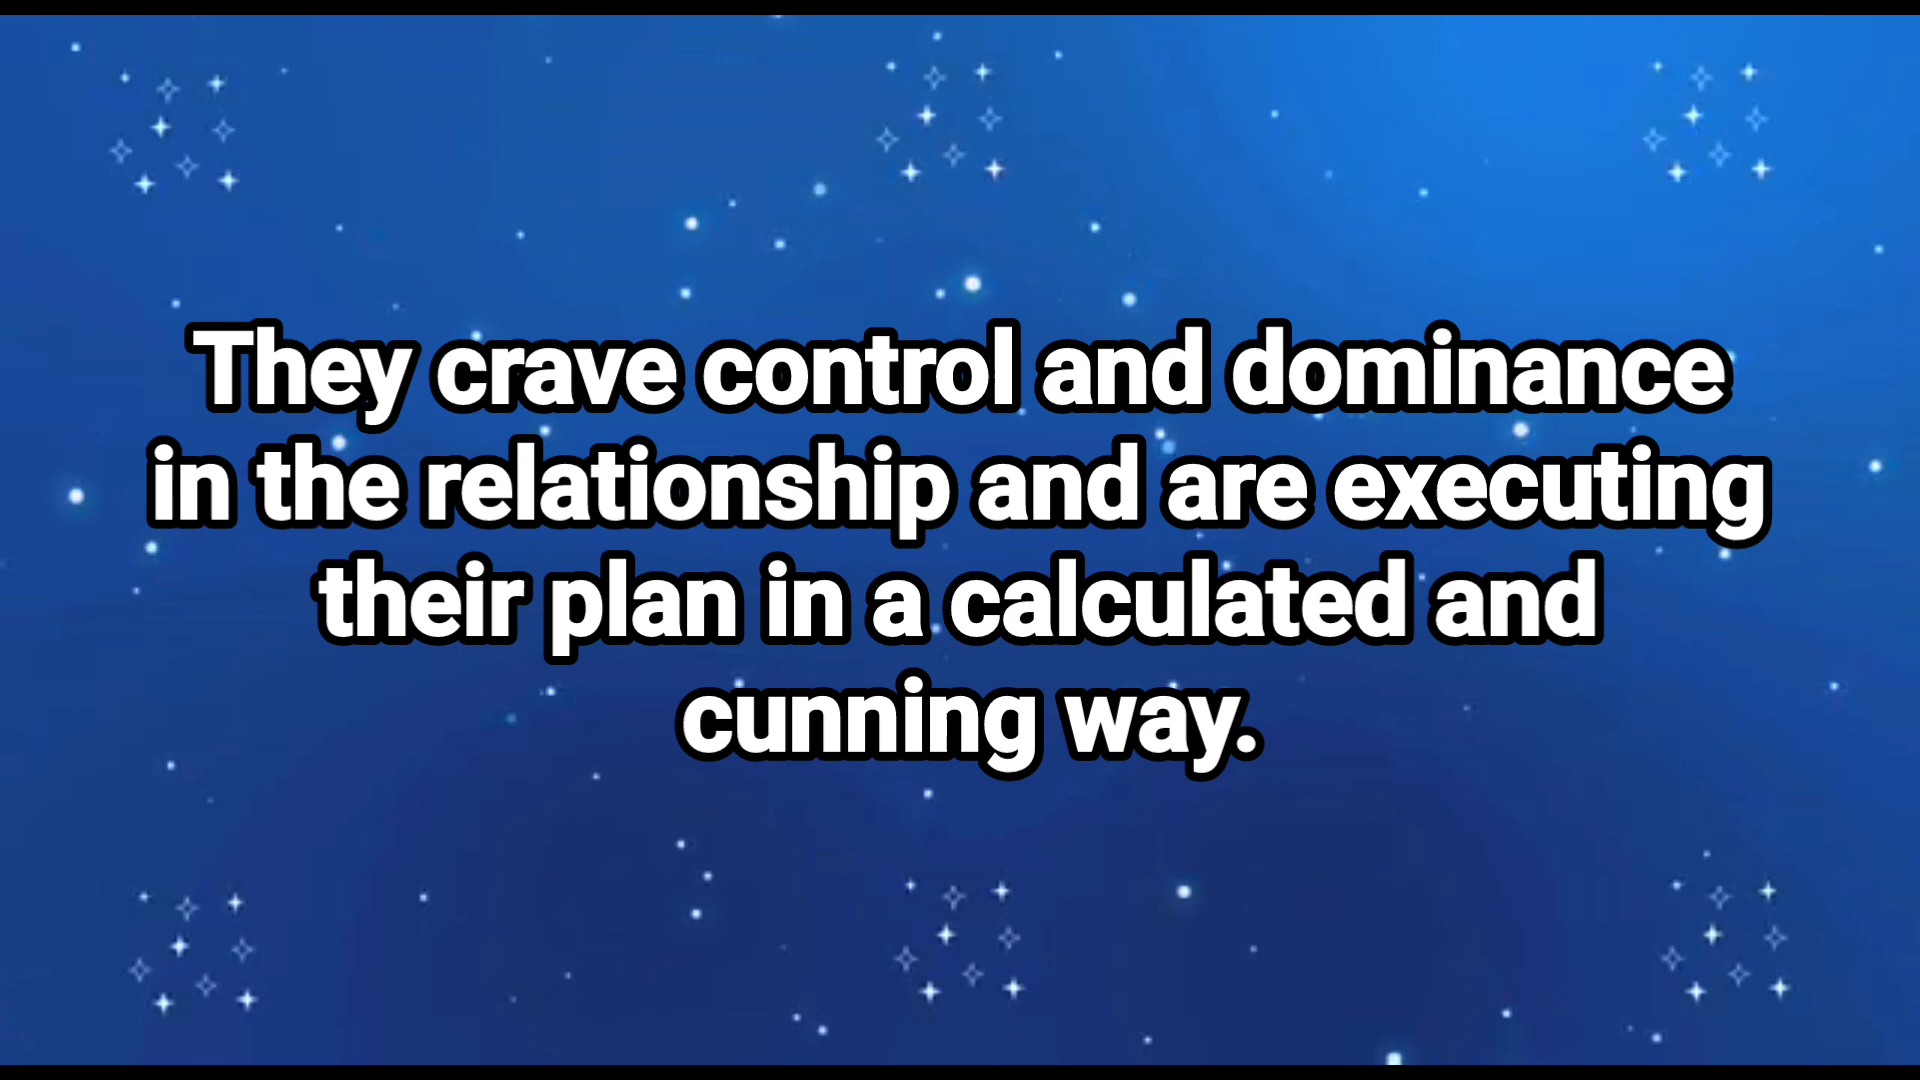 They crave control and dominance
in the relationship and are executing
their plan in a calculated and
cunning way.